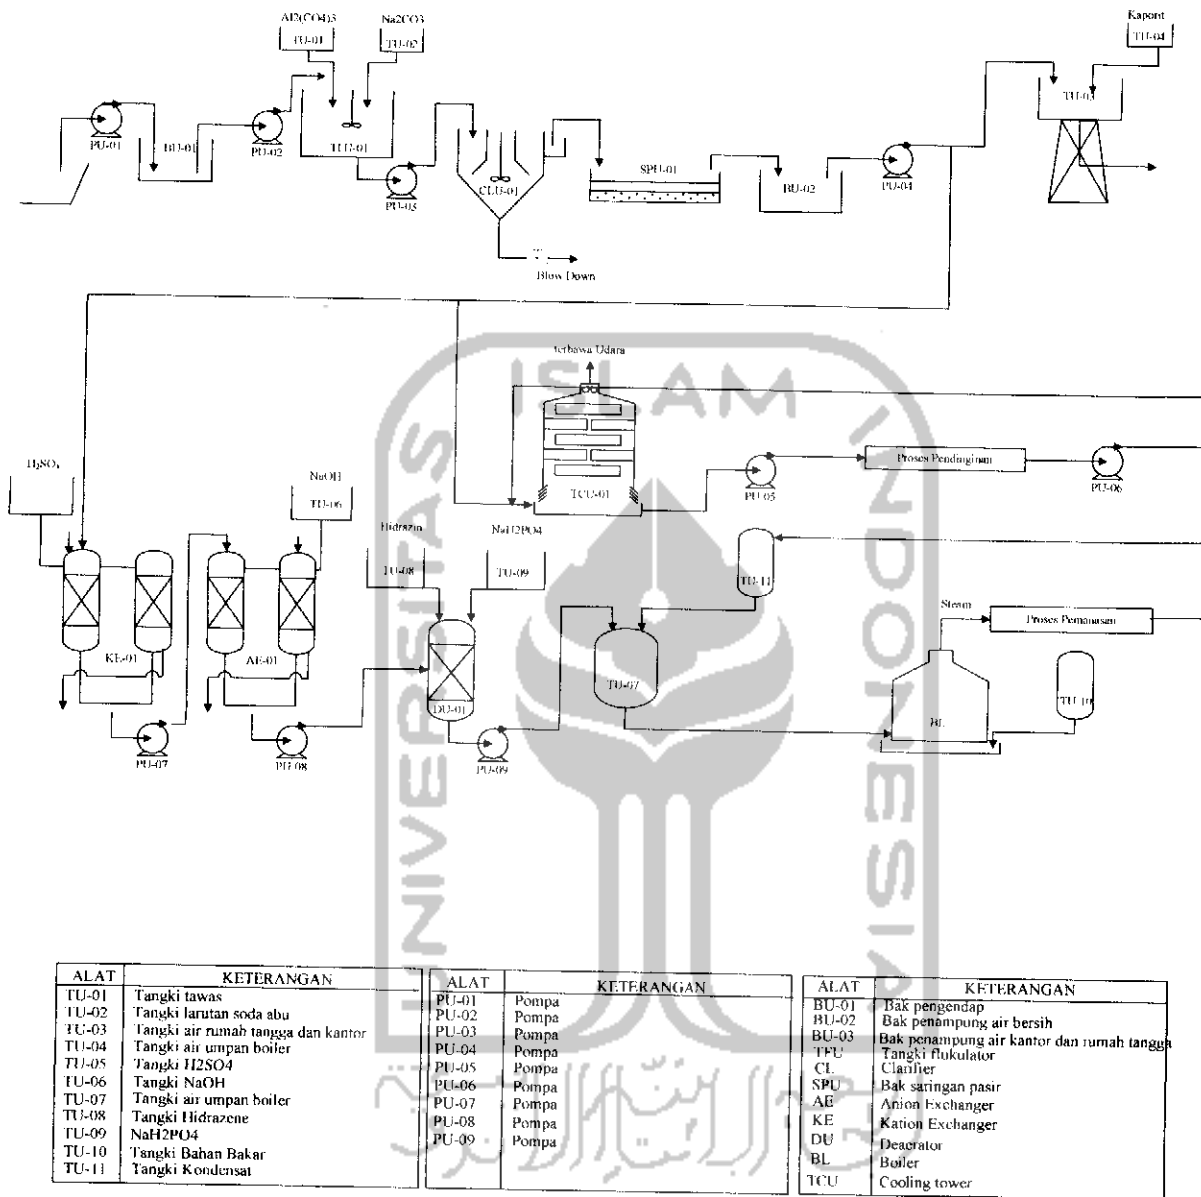 Al2(CO4)3
TU-01
Na2CO3
TU-02
Kaporit
TU-04
TU-03
PU-01
BU-01
PU-02
TFU-01
PU-03
CLU-01
SPU-01
BU-02
PU-04
Blow Down
terbawa Udara
TCU-01
PU-05
Proses Pendinginan
PU-06
H2SO4
NaOH
TU-06
Hidrazin
TU-08
NaH2PO4
TU-09
TU-11
Steam
Proses Pemanasan
KE-01
AE-01
DU-01
TU-07
BL
TU-10
PU-07
PU-08
PU-09
UNIVERSITAS ISLAM INDONESIA
ALAT KETERANGAN
TU-01 Tangki tawas
TU-02 Tangki larutan soda abu
TU-03 Tangki air rumah tangga dan kantor
TU-04 Tangki air umpan boiler
TU-05 Tangki H2SO4
TU-06 Tangki NaOH
TU-07 Tangki air umpan boiler
TU-08 Tangki Hidrazene
TU-09 NaH2PO4
TU-10 Tangki Bahan Bakar
TU-11 Tangki Kondensat
ALAT KETERANGAN
PU-01 Pompa
PU-02 Pompa
PU-03 Pompa
PU-04 Pompa
PU-05 Pompa
PU-06 Pompa
PU-07 Pompa
PU-08 Pompa
PU-09 Pompa
ALAT KETERANGAN
BU-01 Bak pengendap
BU-02 Bak penampung air bersih
BU-03 Bak penampung air kantor dan rumah tangga
TFU Tangki flukulator
CL Clarifier
SPU Bak saringan pasir
AE Anion Exchanger
KE Kation Exchanger
DU Deaerator
BL Boiler
TCU Cooling tower